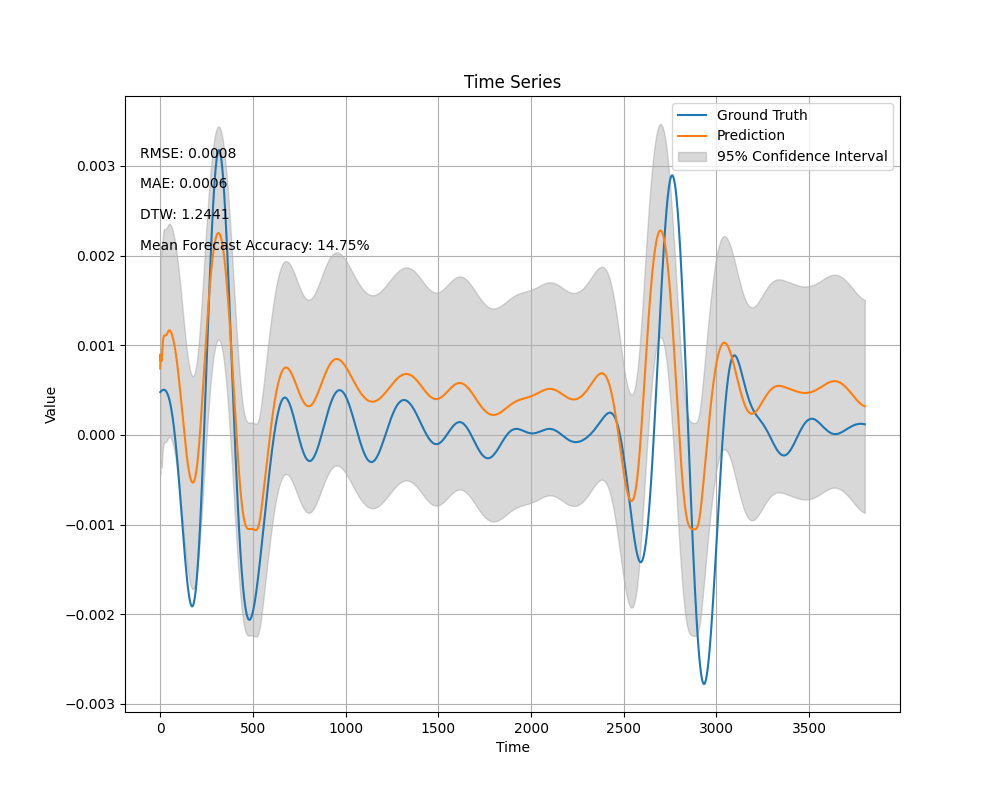 Time Series
Ground Truth
Prediction
95% Confidence Interval
RMSE: 0.0008
MAE: 0.0006
DTW: 1.2441
Mean Forecast Accuracy: 14.75%
Value
0.003
0.002
0.001
0.000
−0.001
−0.002
−0.003
0 500 1000 1500 2000 2500 3000 3500
Time